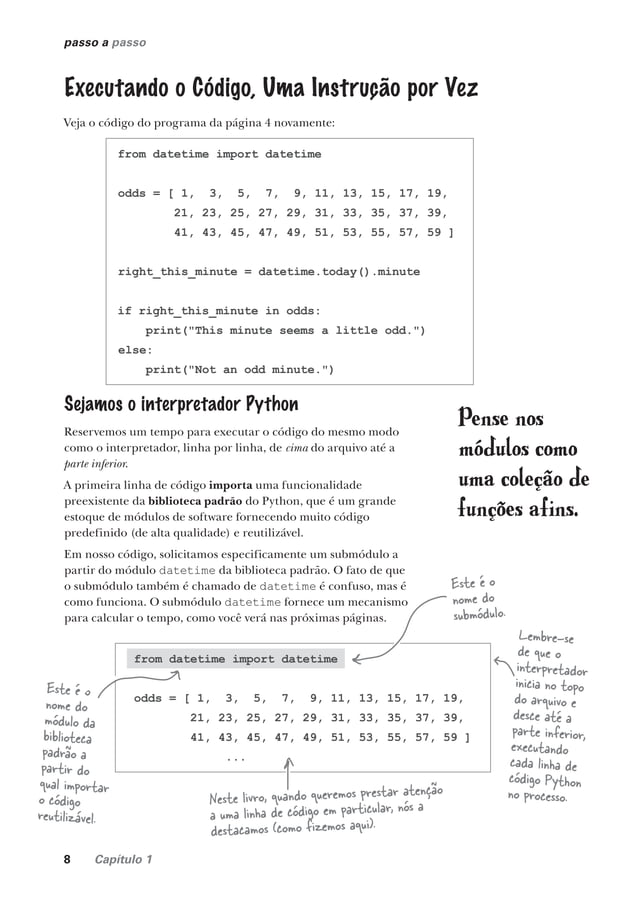 passo a passo
Executando o Código, Uma Instrução por Vez
Veja o código do programa da página 4 novamente:
from datetime import datetime
odds = [ 1,  3,  5,  7,  9, 11, 13, 15, 17, 19,
        21, 23, 25, 27, 29, 31, 33, 35, 37, 39,
        41, 43, 45, 47, 49, 51, 53, 55, 57, 59 ]
right_this_minute = datetime.today().minute
if right_this_minute in odds:
    print("This minute seems a little odd.")
else:
    print("Not an odd minute.")
Sejamos o interpretador Python
Reservemos um tempo para executar o código do mesmo modo
como o interpretador, linha por linha, de cima do arquivo até a
parte inferior.
A primeira linha de código importa uma funcionalidade
preexistente da biblioteca padrão do Python, que é um grande
estoque de módulos de software fornecendo muito código
predefinido (de alta qualidade) e reutilizável.
Em nosso código, solicitamos especificamente um submódulo a
partir do módulo datetime da biblioteca padrão. O fato de que
o submódulo também é chamado de datetime é confuso, mas é
como funciona. O submódulo datetime fornece um mecanismo
para calcular o tempo, como você verá nas próximas páginas.
Pense nos
módulos como
uma coleção de
funções afins.
Este é o
nome do
submódulo.
from datetime import datetime
odds = [ 1,  3,  5,  7,  9, 11, 13, 15, 17, 19,
        21, 23, 25, 27, 29, 31, 33, 35, 37, 39,
        41, 43, 45, 47, 49, 51, 53, 55, 57, 59 ]
...
Este é o
nome do
módulo da
biblioteca
padrão a
partir do
qual importar
o código
reutilizável.
Neste livro, quando queremos prestar atenção
a uma linha de código em particular, nós a
destacamos (como fizemos aqui).
Lembre-se
de que o
interpretador
inicia no topo
do arquivo e
desce até a
parte inferior,
executando
cada linha de
código Python
no processo.
8 Capítulo 1